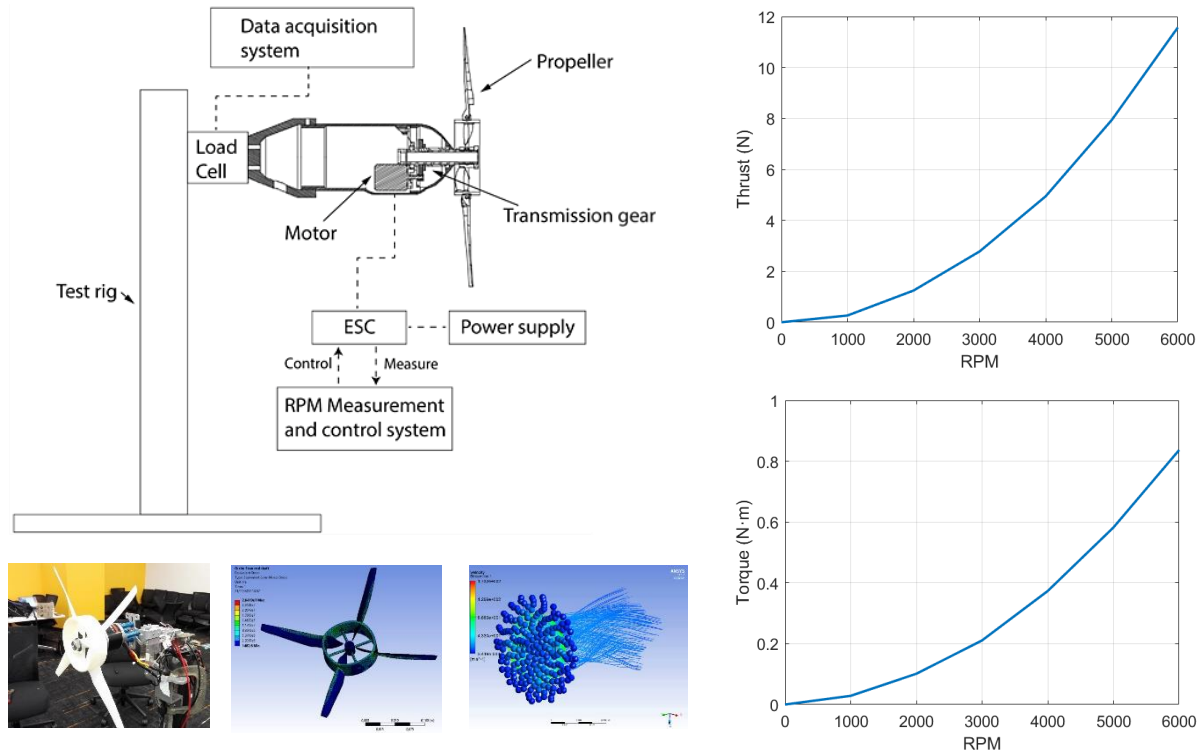 Data acquisition
system
Propeller
Load
Cell
Transmission gear
Motor
Test rig
ESC
Power supply
Control
Measure
RPM Measurement
and control system
12
10
8
6
4
2
0
Thrust (N)
0 1000 2000 3000 4000 5000 6000
RPM
1
0.8
0.6
0.4
0.2
0
Torque (N·m)
0 1000 2000 3000 4000 5000 6000
RPM
ANSYS